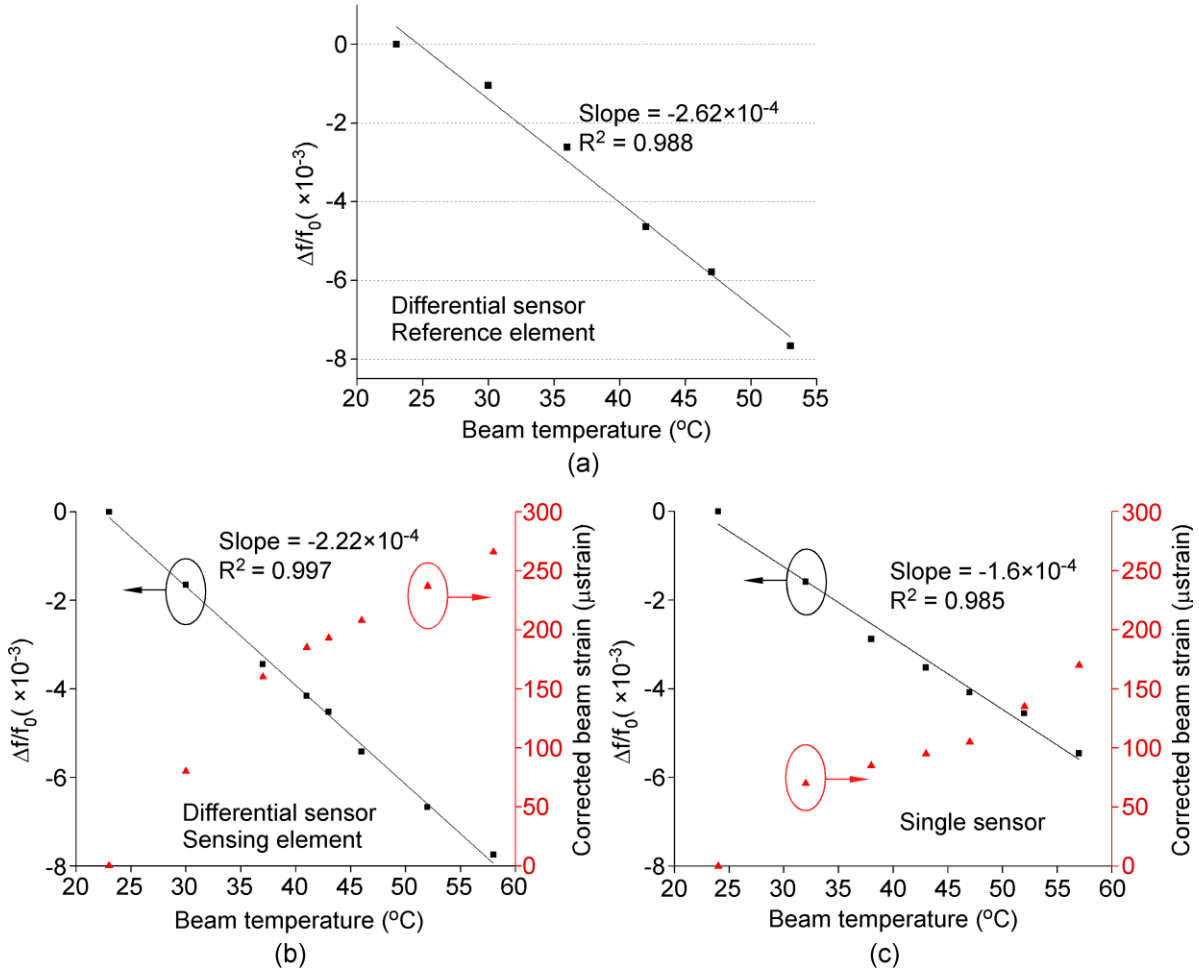 0
-2
-4
-6
-8
Δf/f₀( ×10⁻³)
Slope = -2.62×10⁻⁴
R² = 0.988
Differential sensor
Reference element
20 25 30 35 40 45 50 55
Beam temperature (°C)
(a)
0
-2
-4
-6
-8
Δf/f₀( ×10⁻³)
Slope = -2.22×10⁻⁴
R² = 0.997
Differential sensor
Sensing element
300
250
200
150
100
50
0
Corrected beam strain (μstrain)
20 25 30 35 40 45 50 55 60
Beam temperature (°C)
(b)
0
-2
-4
-6
-8
Δf/f₀( ×10⁻³)
Slope = -1.6×10⁻⁴
R² = 0.985
Single sensor
300
250
200
150
100
50
0
Corrected beam strain (μstrain)
20 25 30 35 40 45 50 55 60
Beam temperature (°C)
(c)